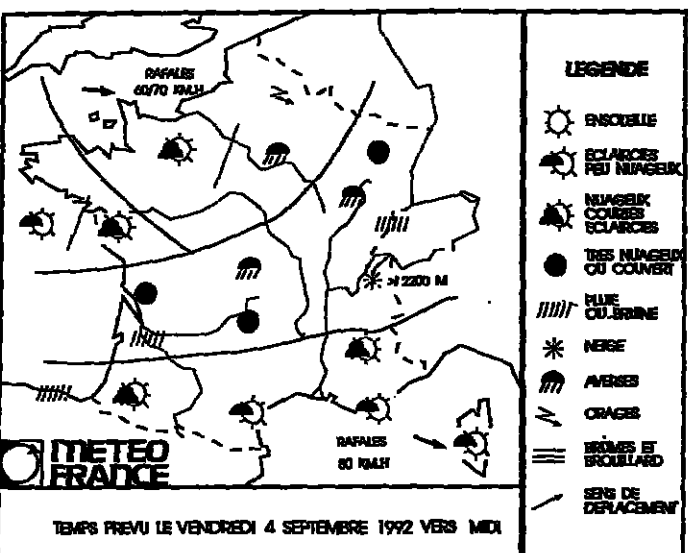 RAFALES
60/70 KM.H
>/ 2200 M
RAFALES
80 KM.H
METEO
FRANCE
TEMPS PREVU LE VENDREDI 4 SEPTEMBRE 1992 VERS MIDI
LEGENDE
ENSOLEILLE
ECLAIRCIES
PEU NUAGEUX
NUAGEUX
COURTES
ECLAIRCIES
TRES NUAGEUX
OU COUVERT
PLUIE
OU BRUINE
NEIGE
AVERSES
ORAGES
BRUMES ET
BROUILLARD
SENS DE
DEPLACEMENT